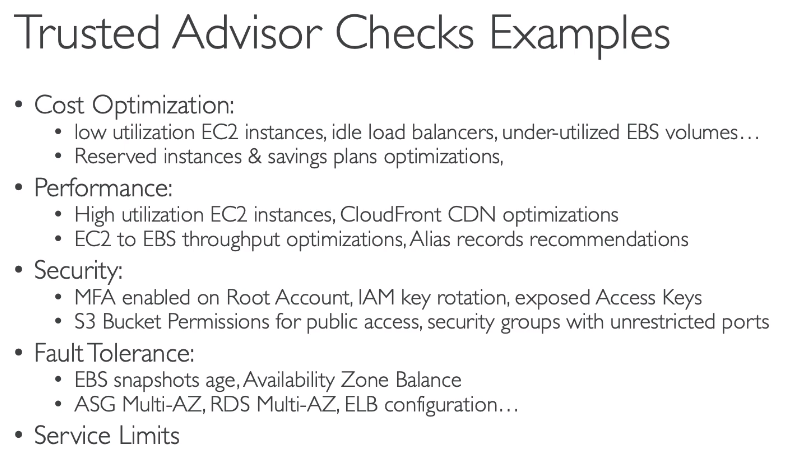 Trusted Advisor Checks Examples
• Cost Optimization:
• low utilization EC2 instances, idle load balancers, under-utilized EBS volumes…
• Reserved instances & savings plans optimizations,
• Performance:
• High utilization EC2 instances, CloudFront CDN optimizations
• EC2 to EBS throughput optimizations, Alias records recommendations
• Security:
• MFA enabled on Root Account, IAM key rotation, exposed Access Keys
• S3 Bucket Permissions for public access, security groups with unrestricted ports
• Fault Tolerance:
• EBS snapshots age, Availability Zone Balance
• ASG Multi-AZ, RDS Multi-AZ, ELB configuration…
• Service Limits